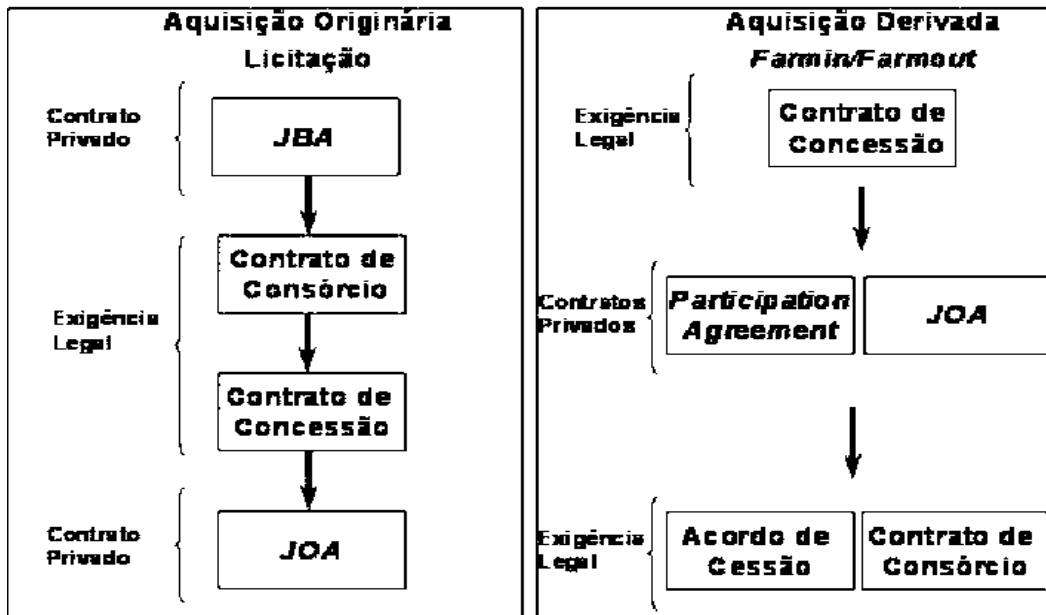 Aquisição Originária
Licitação
Contrato
Privado
JBA
Contrato de
Consórcio
Exigência
Legal
Contrato de
Concessão
Contrato
Privado
JOA
Aquisição Derivada
Farmin/Farmout
Exigência
Legal
Contrato de
Concessão
Contratos
Privados
Participation
Agreement
JOA
Exigência
Legal
Acordo de
Cessão
Contrato de
Consórcio